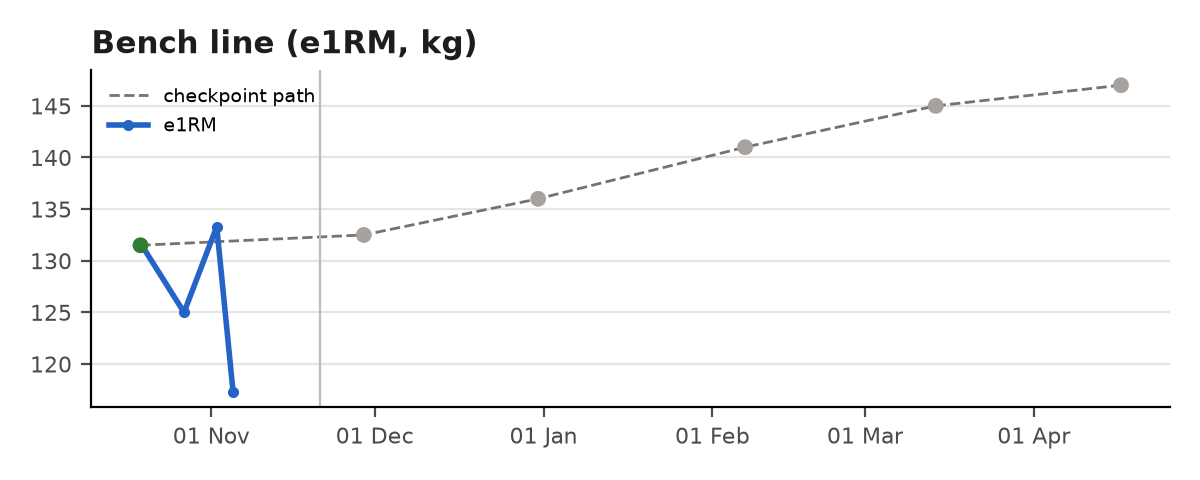 Bench line (e1RM, kg)
checkpoint path
e1RM
145
140
135
130
125
120
01 Nov
01 Dec
01 Jan
01 Feb
01 Mar
01 Apr